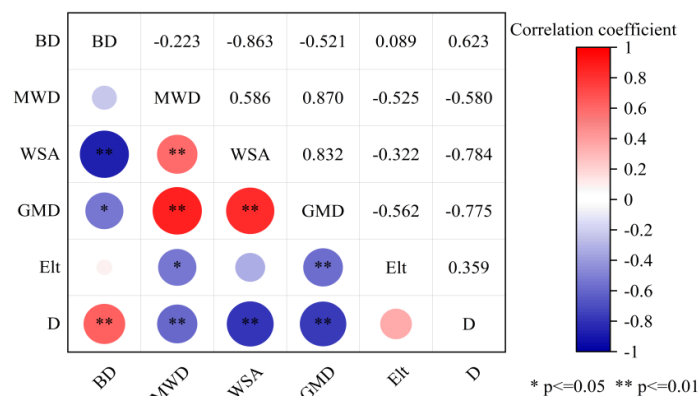 Correlation coefficient
BD BD -0.223 -0.863 -0.521 0.089 0.623
MWD MWD 0.586 0.870 -0.525 -0.580
WSA ** ** WSA 0.832 -0.322 -0.784
GMD * ** ** GMD -0.562 -0.775
Elt * ** Elt 0.359
D ** ** ** ** D
BD MWD WSA GMD Elt D
1
0.8
0.6
0.4
0.2
0
-0.2
-0.4
-0.6
-0.8
-1
* p<=0.05 ** p<=0.01